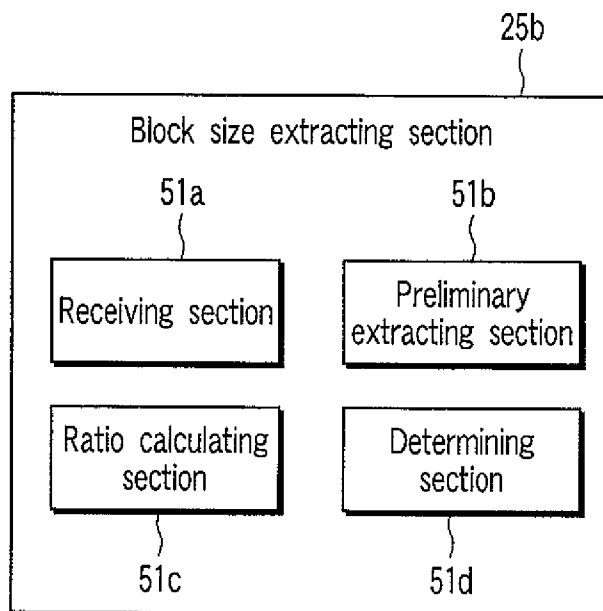 25b
Block size extracting section
51a
51b
Receiving section
Preliminary
extracting section
Ratio calculating
section
Determining
section
51c
51d